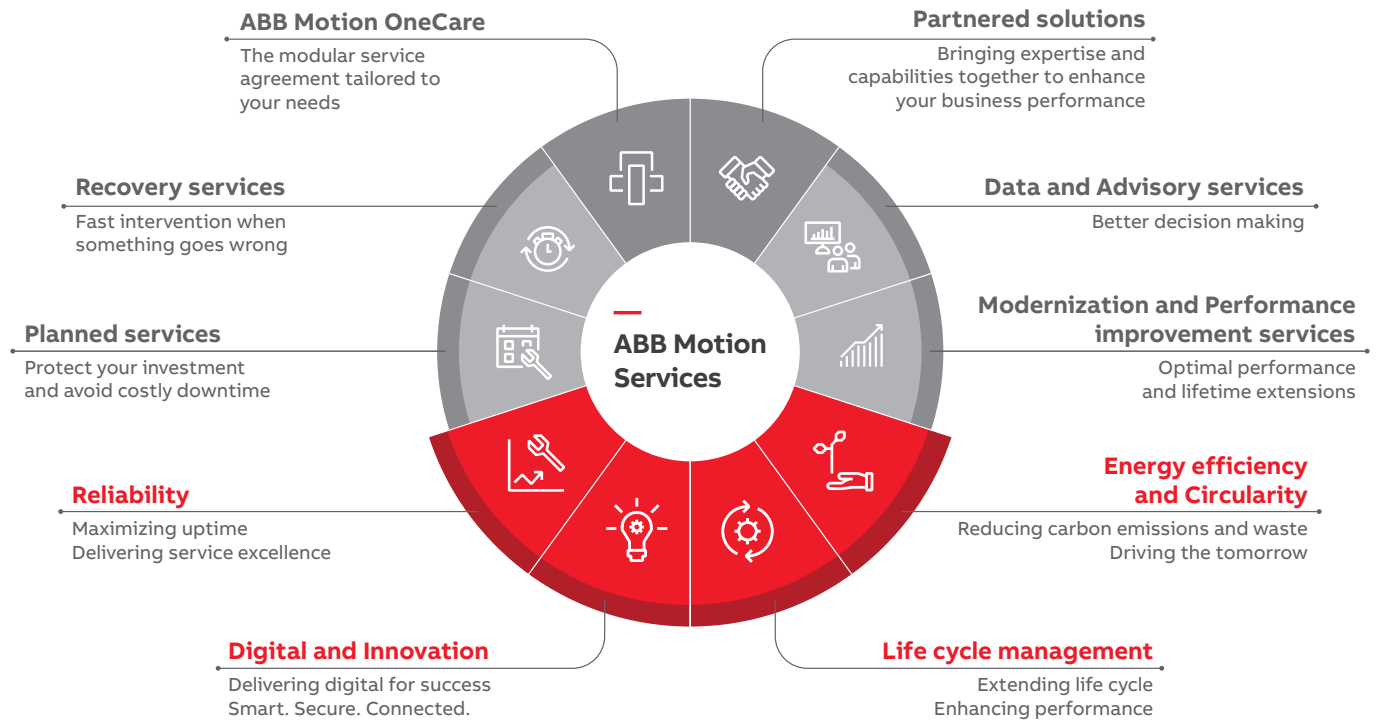 ABB Motion OneCare
The modular service
agreement tailored to
your needs
Partnered solutions
Bringing expertise and
capabilities together to enhance
your business performance
Recovery services
Fast intervention when
something goes wrong
Data and Advisory services
Better decision making
Planned services
Protect your investment
and avoid costly downtime
ABB Motion
Services
Modernization and Performance
improvement services
Optimal performance
and lifetime extensions
Reliability
Maximizing uptime
Delivering service excellence
Energy efficiency
and Circularity
Reducing carbon emissions and waste
Driving the tomorrow
Digital and Innovation
Delivering digital for success
Smart. Secure. Connected.
Life cycle management
Extending life cycle
Enhancing performance